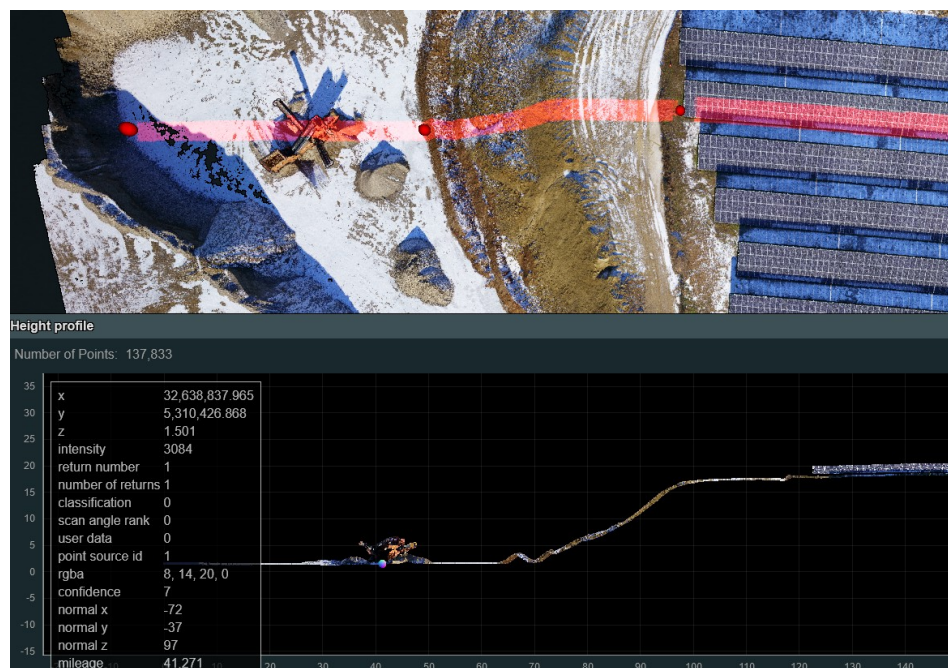 Height profile
Number of Points: 137,833
35
30
25
20
15
10
5
0
-5
-10
-15
x 32,638,837.965
y 5,310,426.868
z 1.501
intensity 3084
return number 1
number of returns 1
classification 0
scan angle rank 0
user data 0
point source id 1
rgba 8, 14, 20, 0
confidence 7
normal x -72
normal y -37
normal z 97
mileage 41.271
10 20 30 40 50 60 70 80 90 100 110 120 130 140